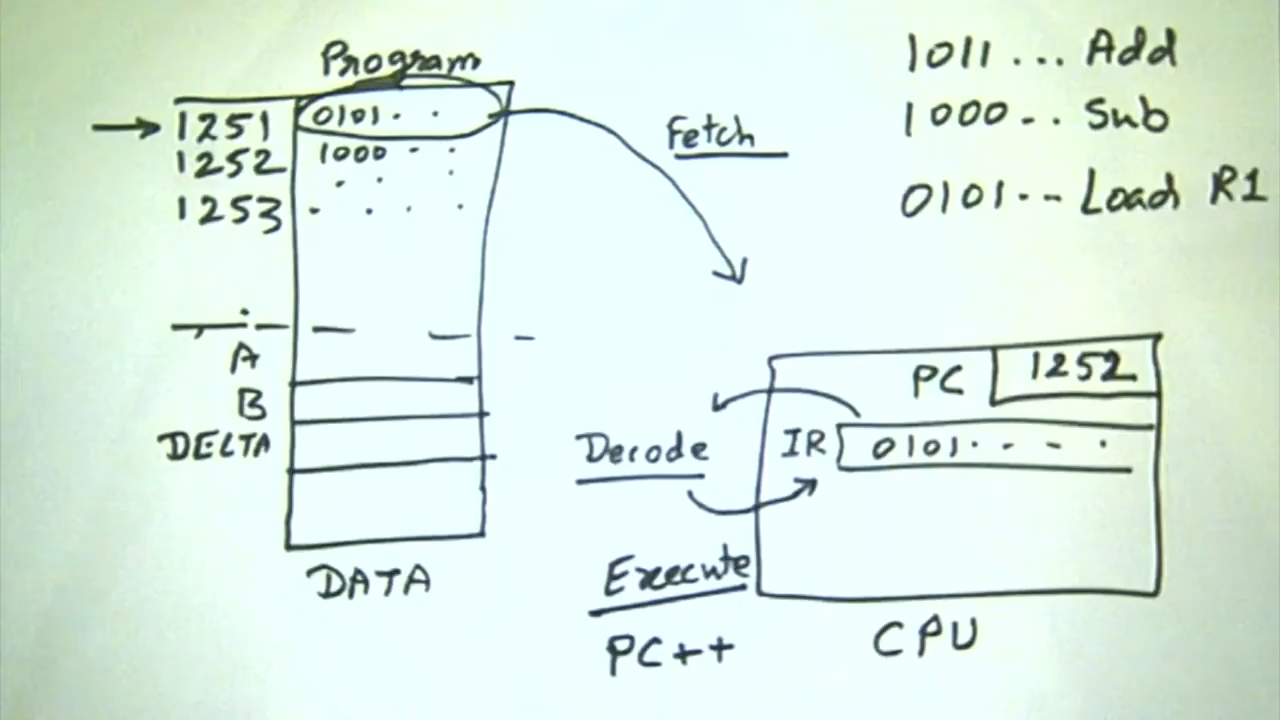 Program
1251 0101 . .
1252 1000 - .
1253 . . . .
A
B
DELTA
DATA
Fetch
1011 ... Add
1000 - . Sub
0101 . - - Load R1
PC 1252
Decode
IR 0101 . - - .
Execute
PC++
CPU